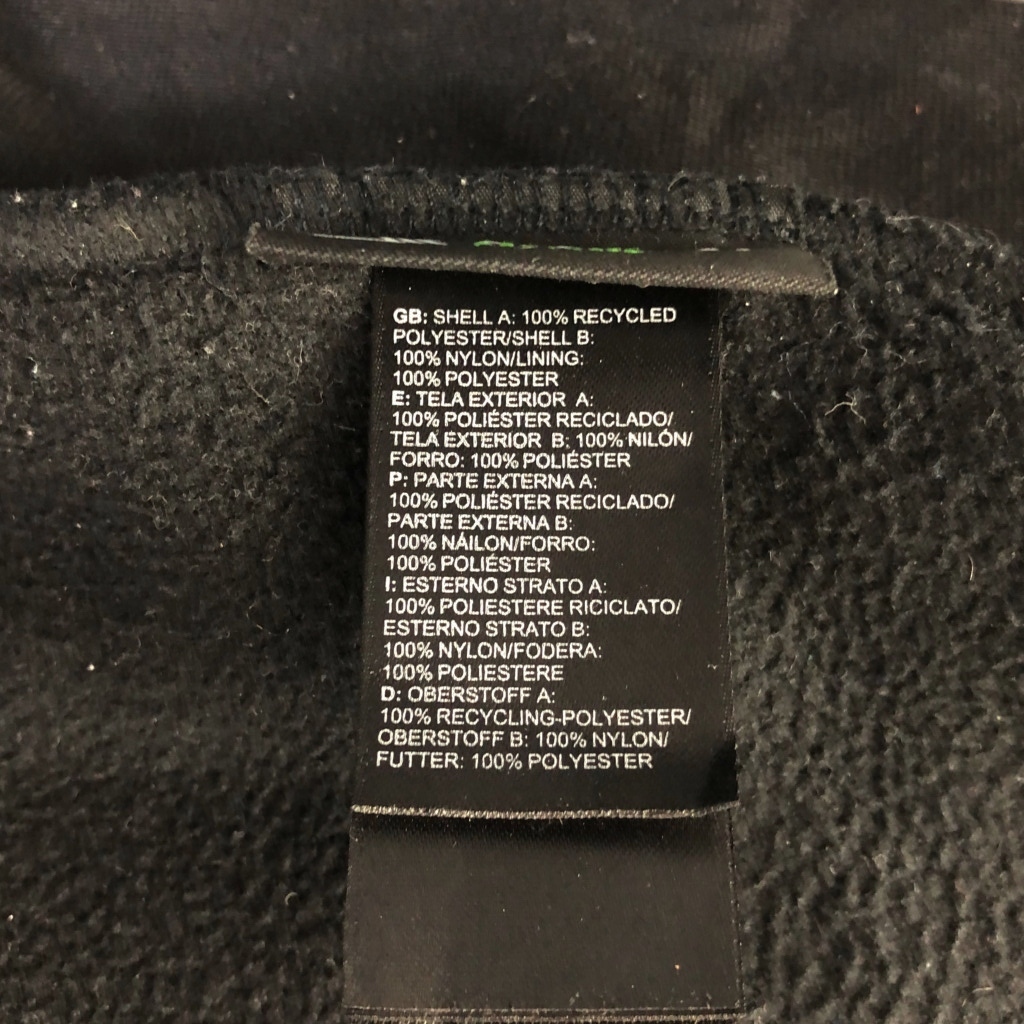 GB: SHELL A: 100% RECYCLED
POLYESTER/SHELL B:
100% NYLON/LINING:
100% POLYESTER
E: TELA EXTERIOR A:
100% POLIÉSTER RECICLADO/
TELA EXTERIOR B: 100% NILÓN/
FORRO: 100% POLIÉSTER
P: PARTE EXTERNA A:
100% POLIÉSTER RECICLADO/
PARTE EXTERNA B:
100% NÁILON/FORRO:
100% POLIÉSTER
I: ESTERNO STRATO A:
100% POLIESTERE RICICLATO/
ESTERNO STRATO B:
100% NYLON/FODERA:
100% POLIESTERE
D: OBERSTOFF A:
100% RECYCLING-POLYESTER/
OBERSTOFF B: 100% NYLON/
FUTTER: 100% POLYESTER